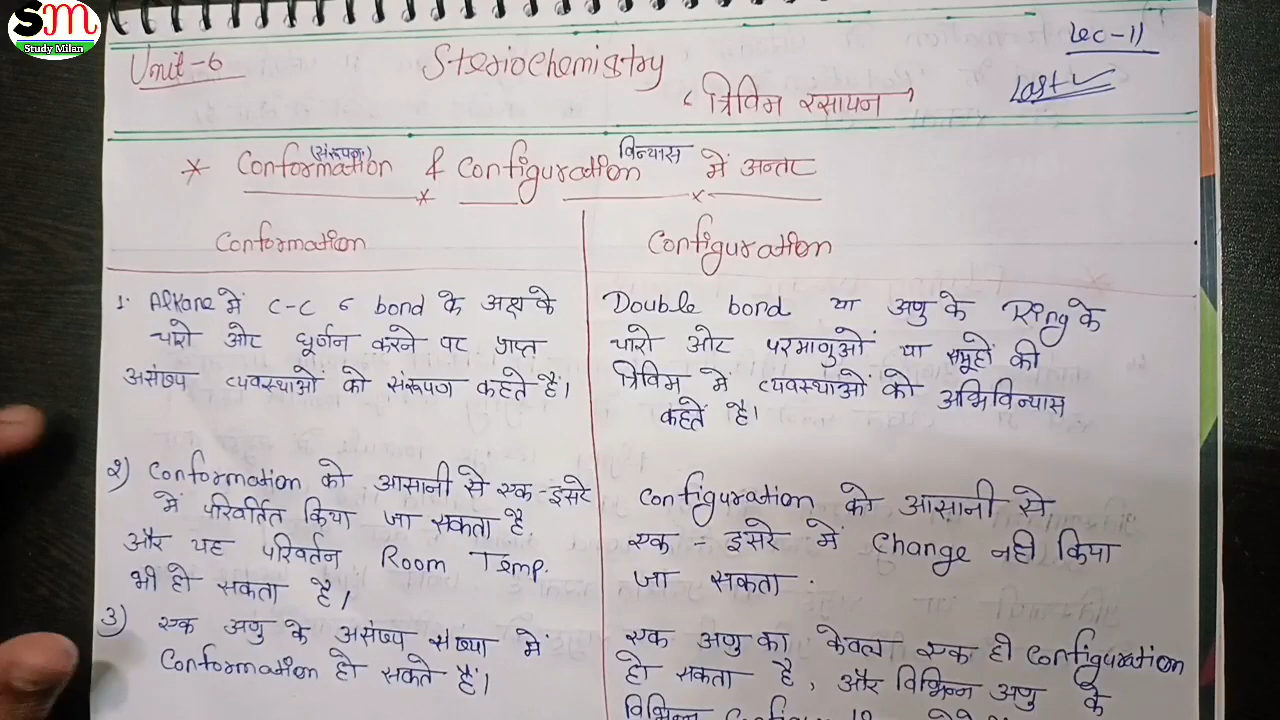 SM
Study Milan
Unit-6
Steriochemistry
Lec-11
Last
( त्रिविम रसायन )
* Conformation (संरूपण) & Configuration विन्यास में अन्तर
Conformation
Configuration
1. Alkane में C-C σ bond के अक्ष के
चारो ओर घूर्णन करने पर प्राप्त
असंख्य व्यवस्थाओ को संरूपण कहते हैं।
Double bond या अणु के Ring के
चारो ओर परमाणुओं या समूहों की
त्रिविम में व्यवस्थाओं को अभिविन्यास
कहतें है।
2) Conformation को आसानी से एक-दूसरे
में परिवर्तित किया जा सकता है
और यह परिवर्तन Room Temp.
भी हो सकता है।
Configuration को आसानी से
एक-दूसरे में Change नही किया
जा सकता.
3) एक अणु के असंख्य संख्या में
Conformation हो सकते हैं।
एक अणु का केवल एक ही Configuration
हो सकता है, और विभिन्न अणु के
विभिन्न